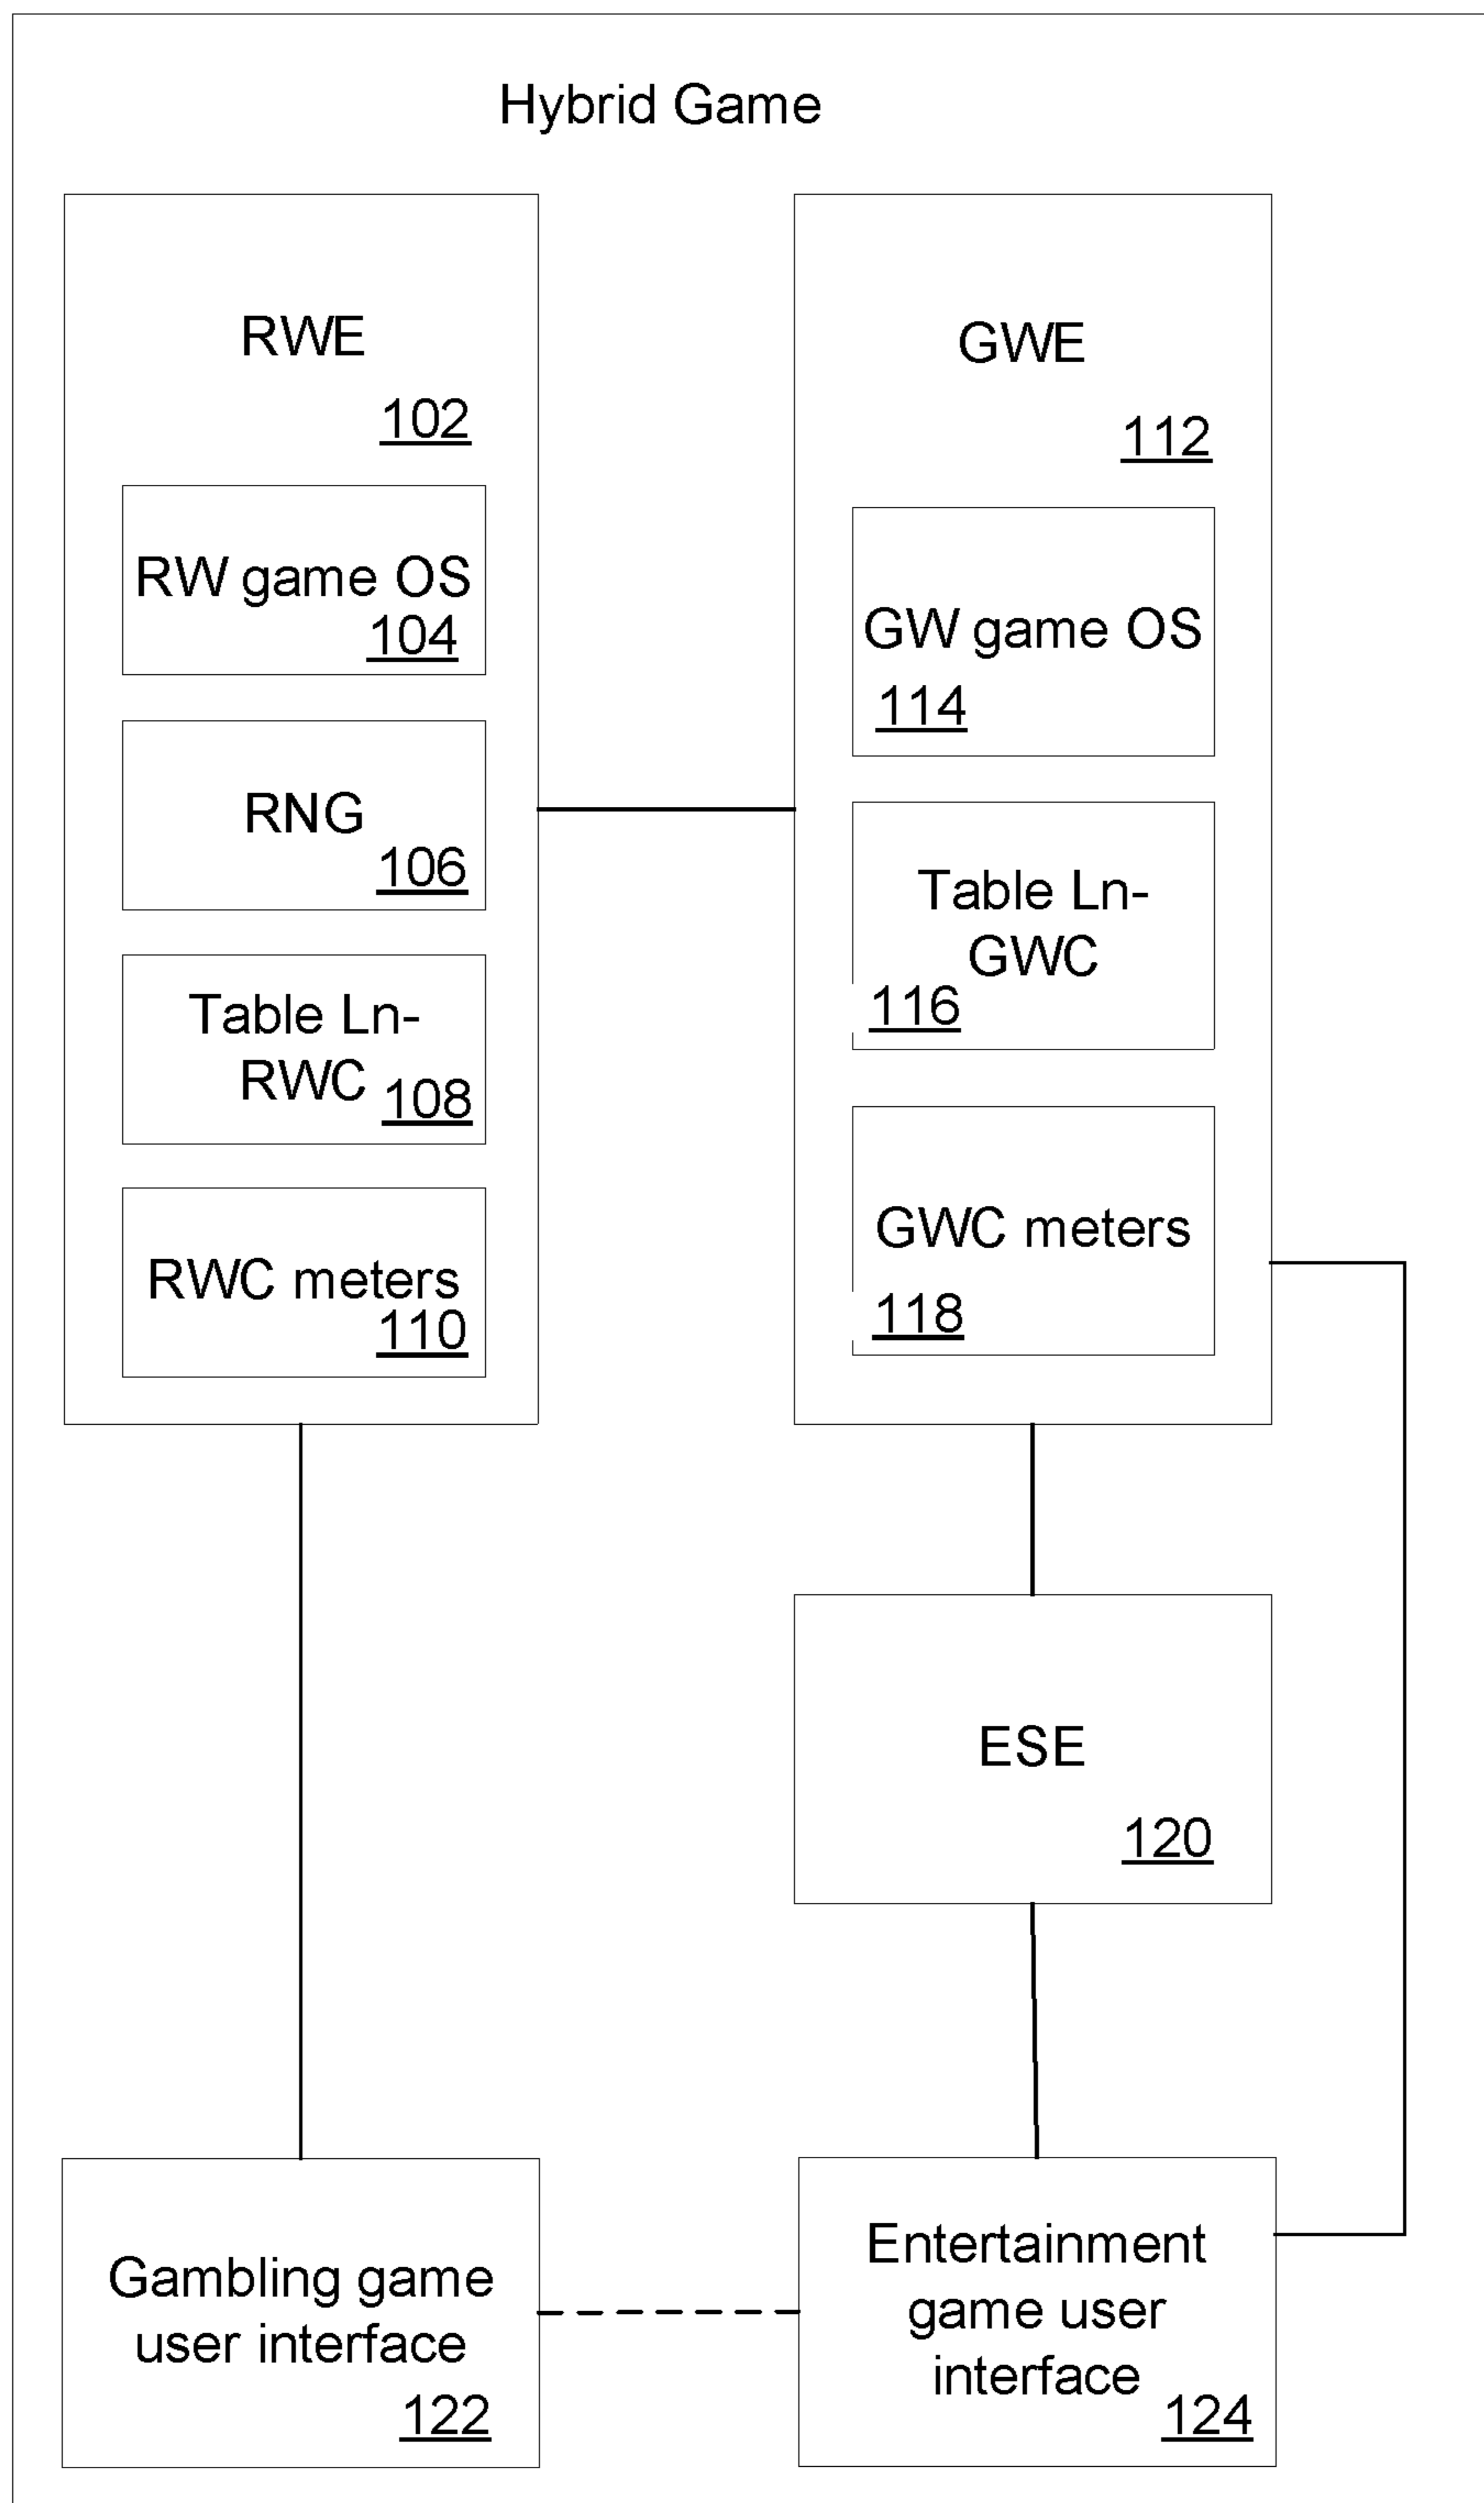 Hybrid Game
RWE
102
RW game OS
104
RNG
106
Table Ln-
RWC
108
RWC meters
110
GWE
112
GW game OS
114
Table Ln-
GWC
116
GWC meters
118
ESE
120
Gambling game
user interface
122
Entertainment
game user
interface
124